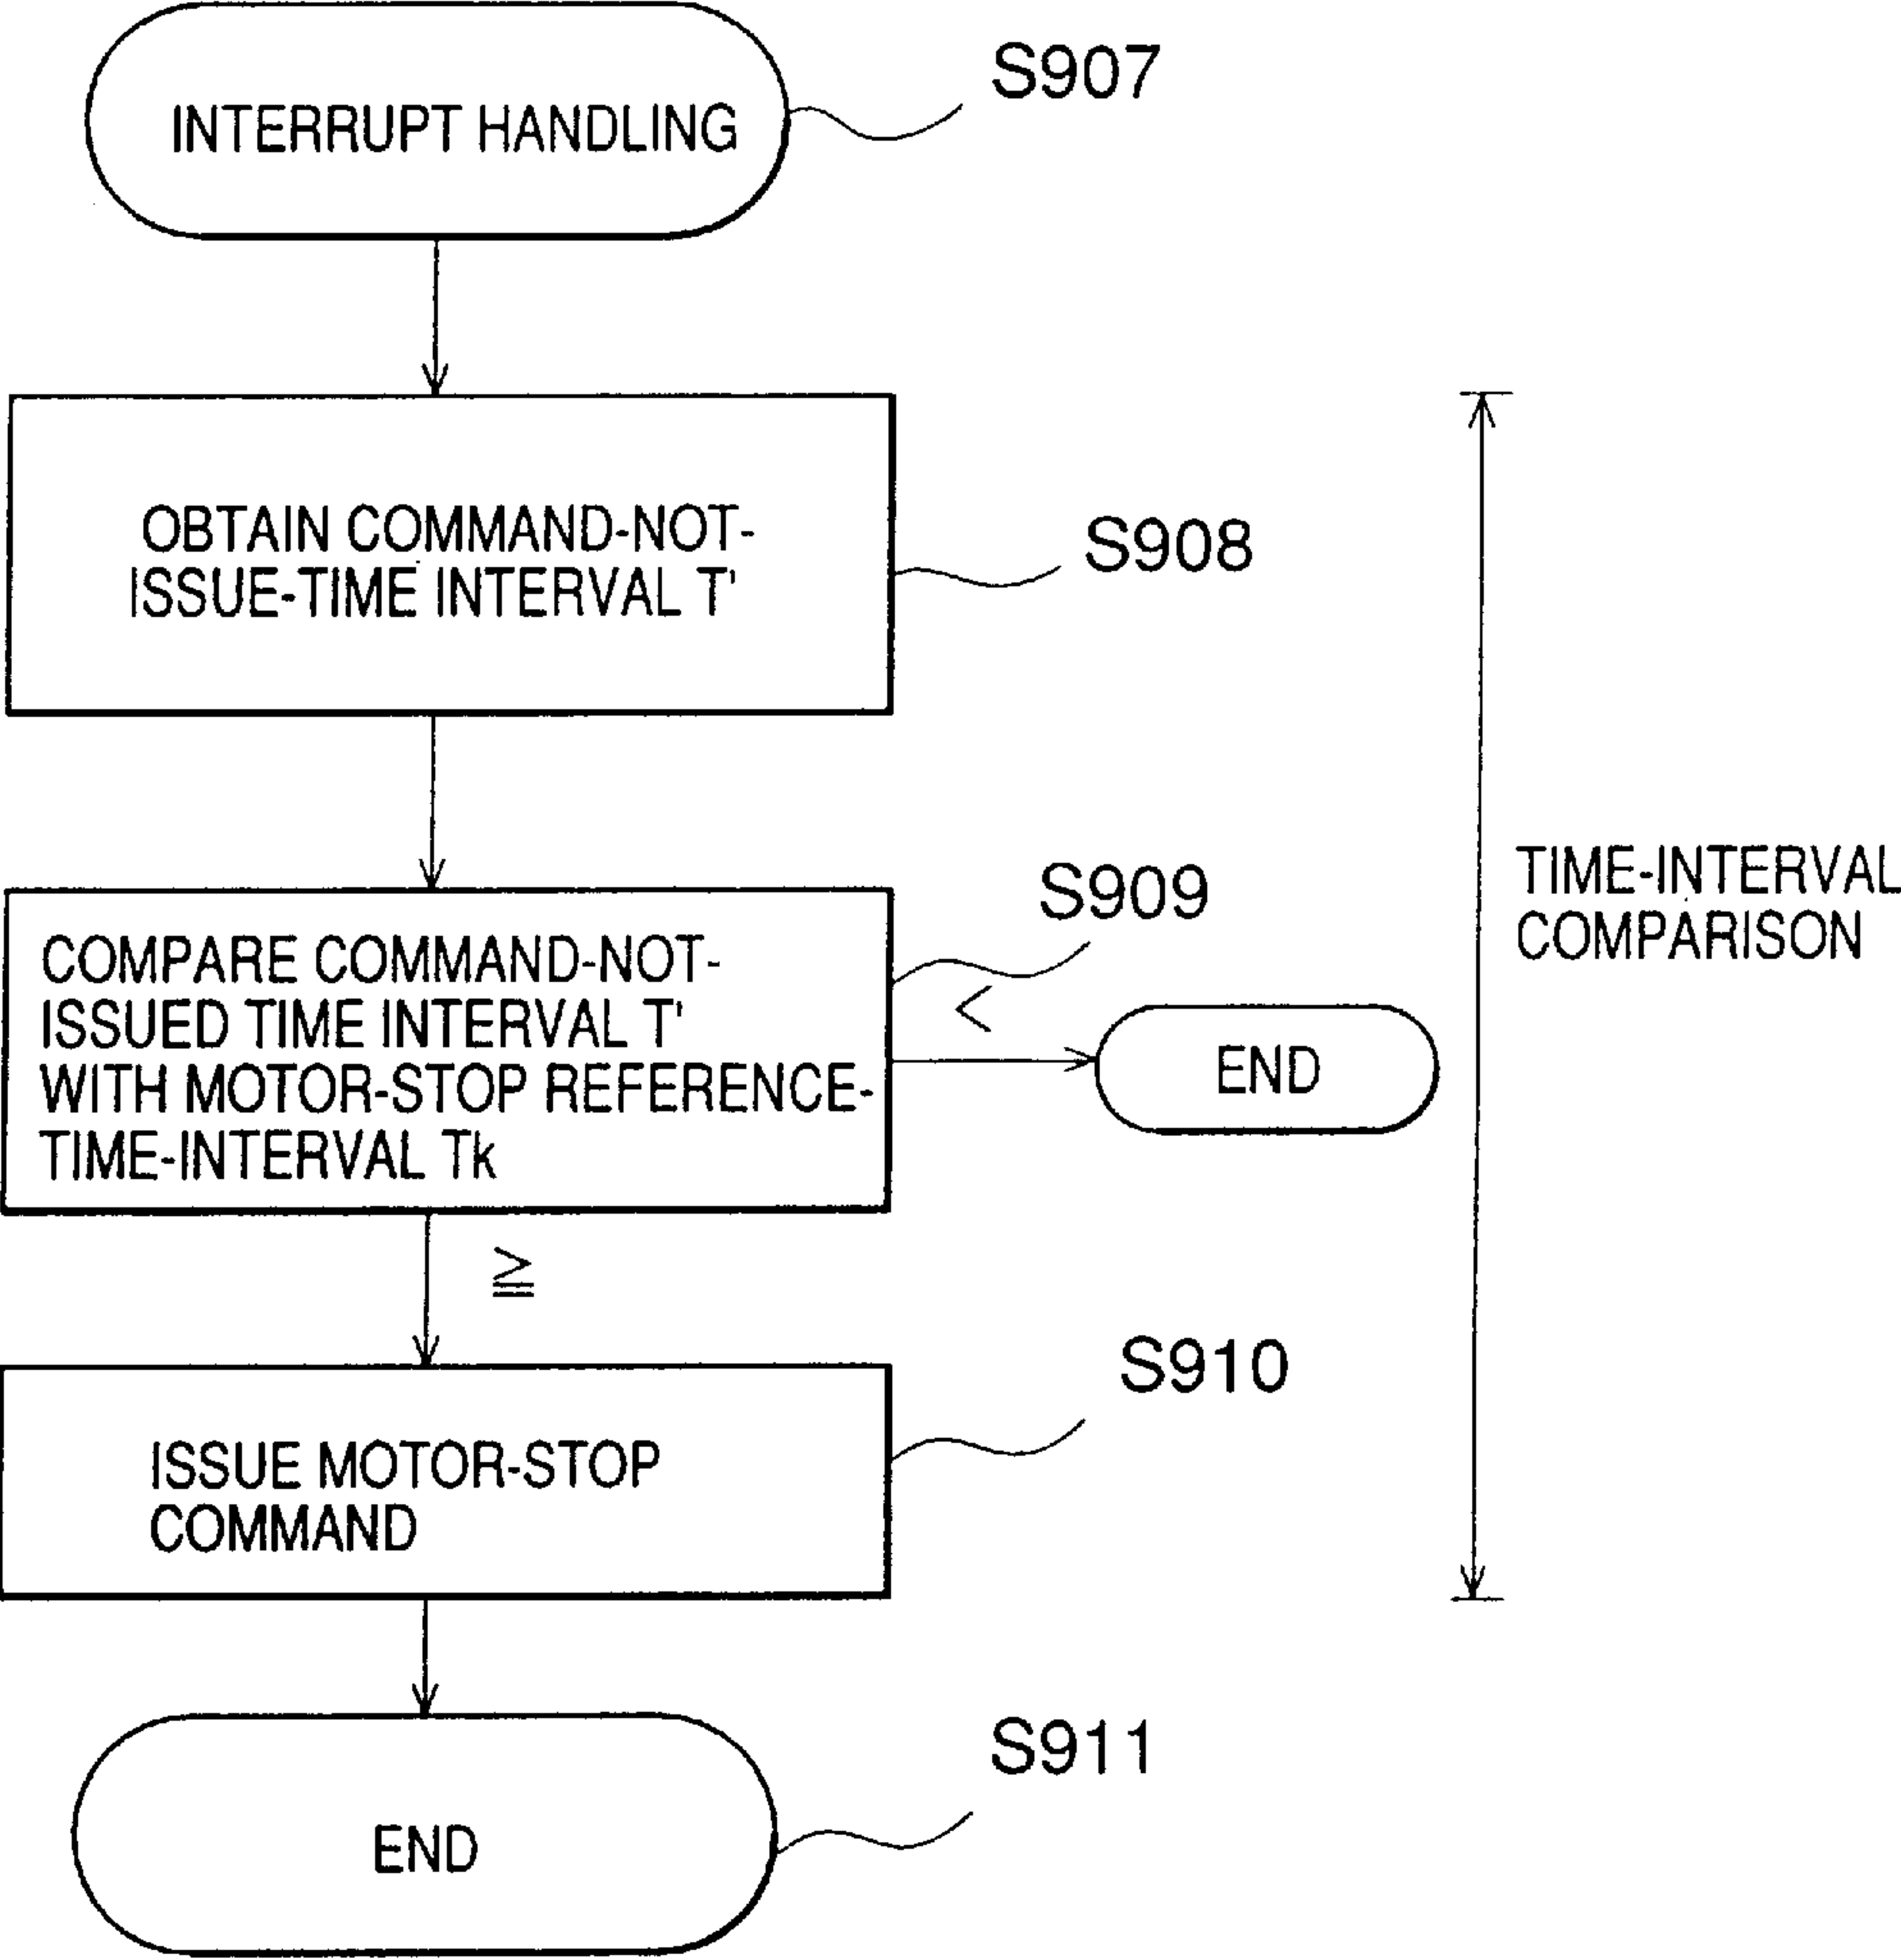 INTERRUPT HANDLING
S907
OBTAIN COMMAND-NOT-
ISSUE-TIME INTERVAL T'
S908
COMPARE COMMAND-NOT-
ISSUED TIME INTERVAL T'
WITH MOTOR-STOP REFERENCE-
TIME-INTERVAL Tk
S909
<
END
TIME-INTERVAL
COMPARISON
≧
ISSUE MOTOR-STOP
COMMAND
S910
END
S911